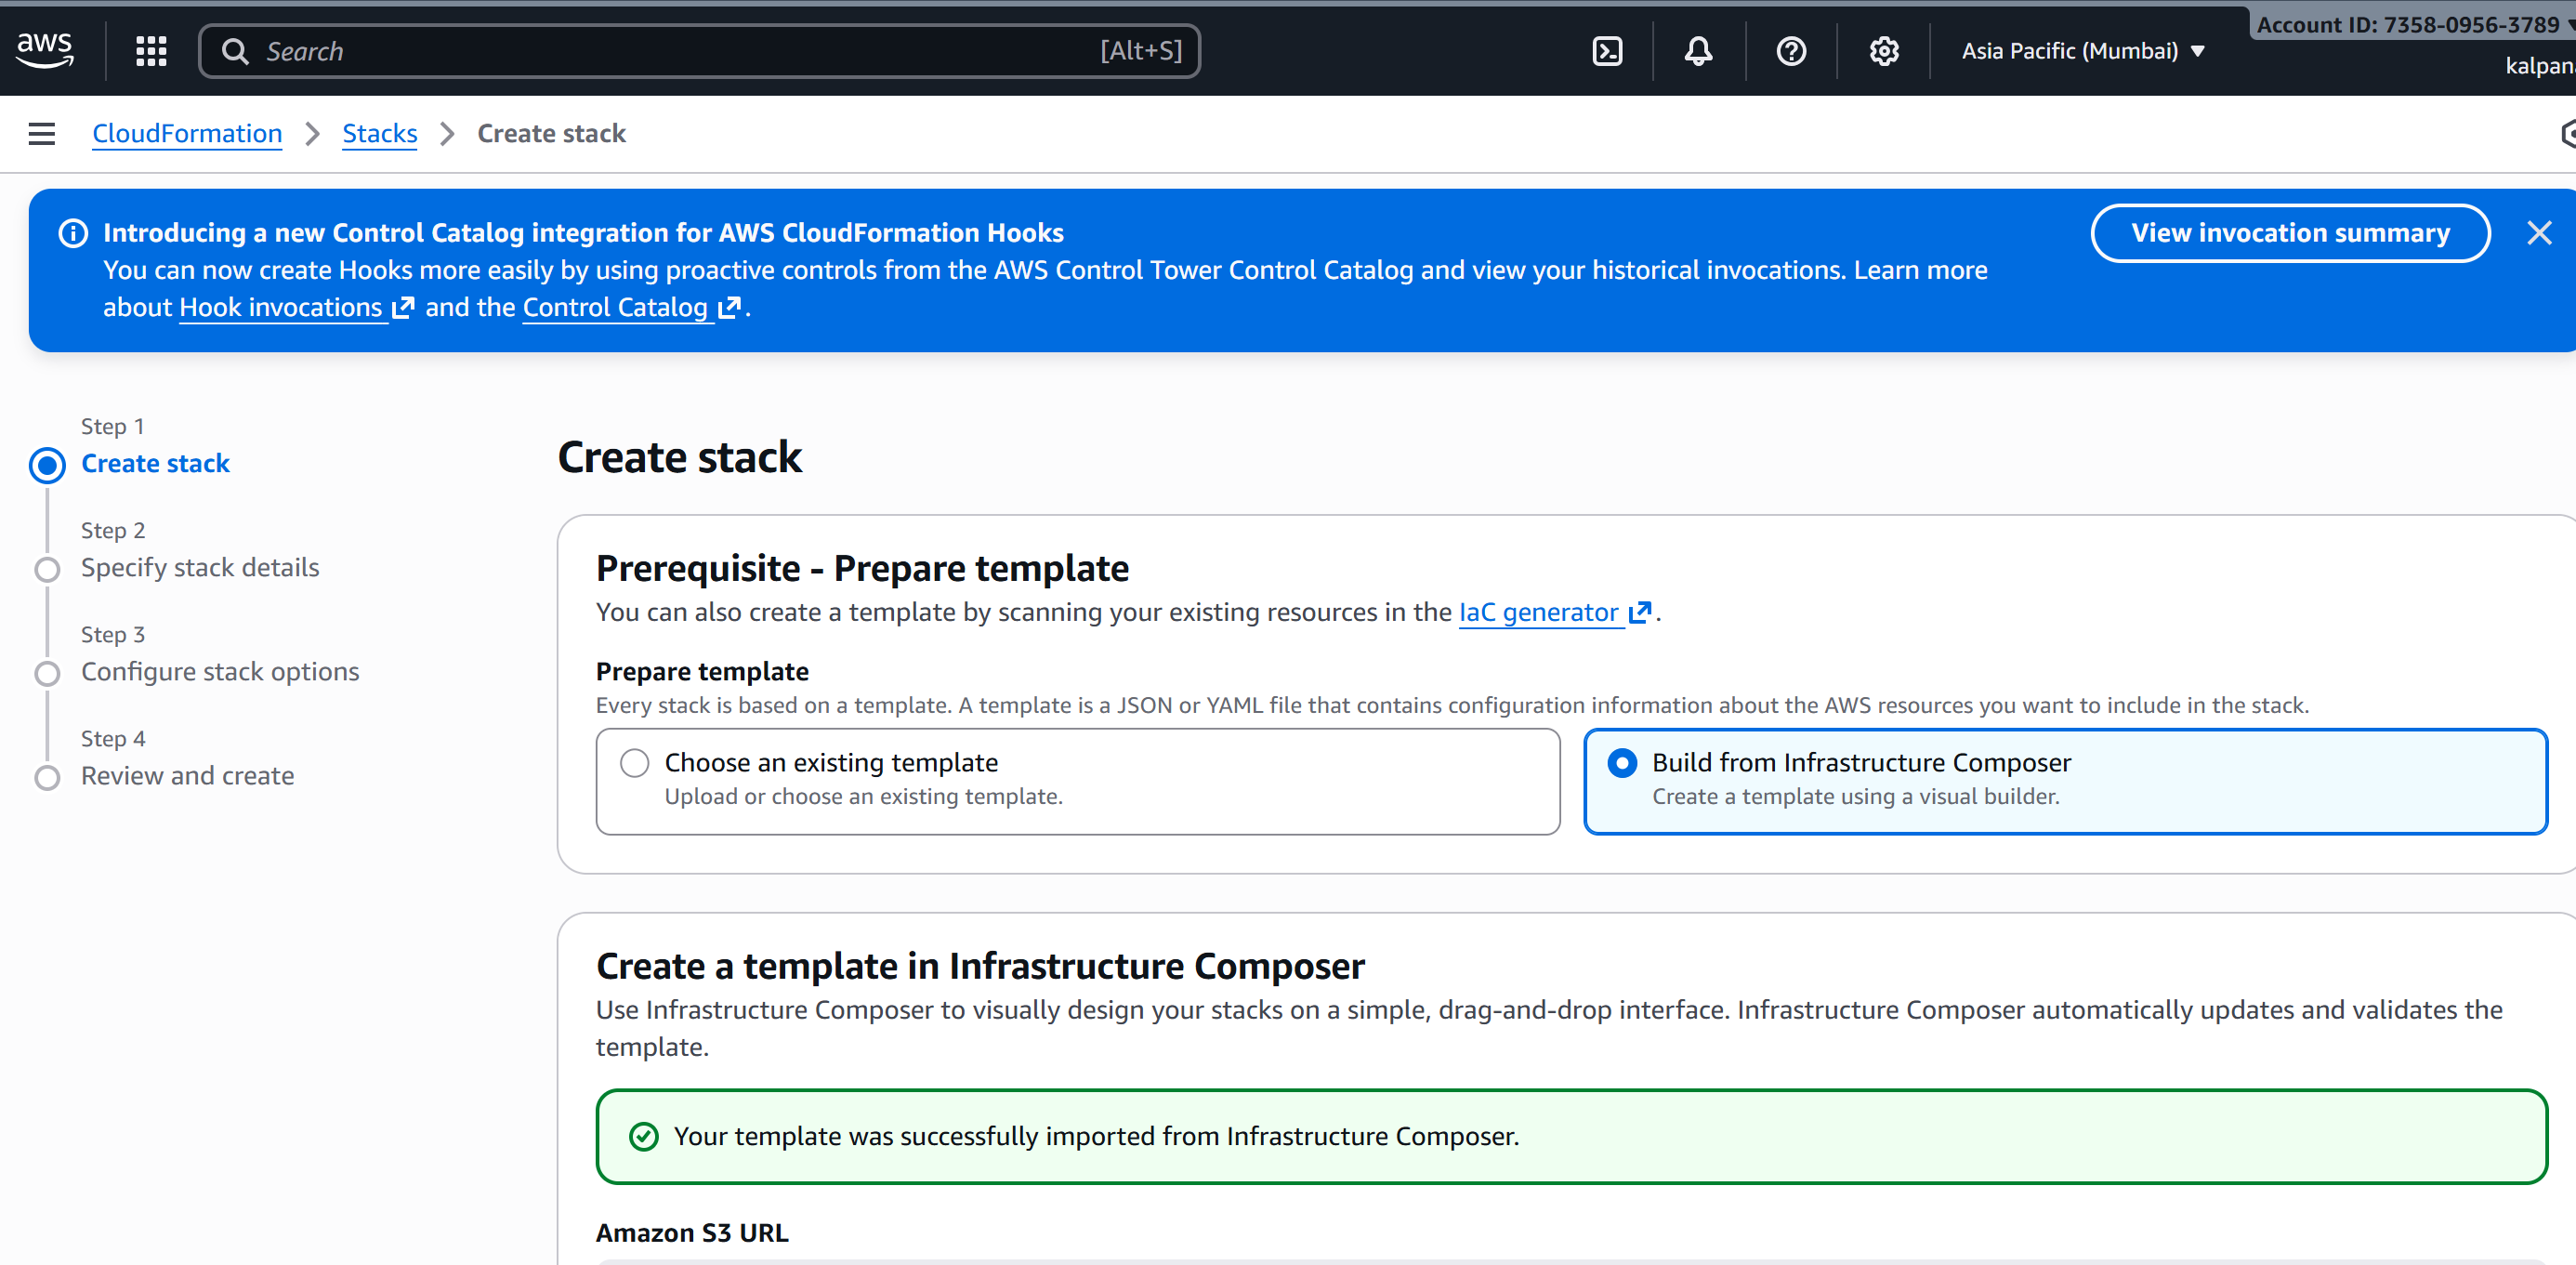 aws
Search
[Alt+S]
Asia Pacific (Mumbai)
Account ID: 7358-0956-3789
kalpan
CloudFormation
Stacks
Create stack
Introducing a new Control Catalog integration for AWS CloudFormation Hooks
You can now create Hooks more easily by using proactive controls from the AWS Control Tower Control Catalog and view your historical invocations. Learn more
about Hook invocations and the Control Catalog .
View invocation summary
Step 1
Create stack
Step 2
Specify stack details
Step 3
Configure stack options
Step 4
Review and create
Create stack
Prerequisite - Prepare template
You can also create a template by scanning your existing resources in the IaC generator .
Prepare template
Every stack is based on a template. A template is a JSON or YAML file that contains configuration information about the AWS resources you want to include in the stack.
Choose an existing template
Upload or choose an existing template.
Build from Infrastructure Composer
Create a template using a visual builder.
Create a template in Infrastructure Composer
Use Infrastructure Composer to visually design your stacks on a simple, drag-and-drop interface. Infrastructure Composer automatically updates and validates the
template.
Your template was successfully imported from Infrastructure Composer.
Amazon S3 URL